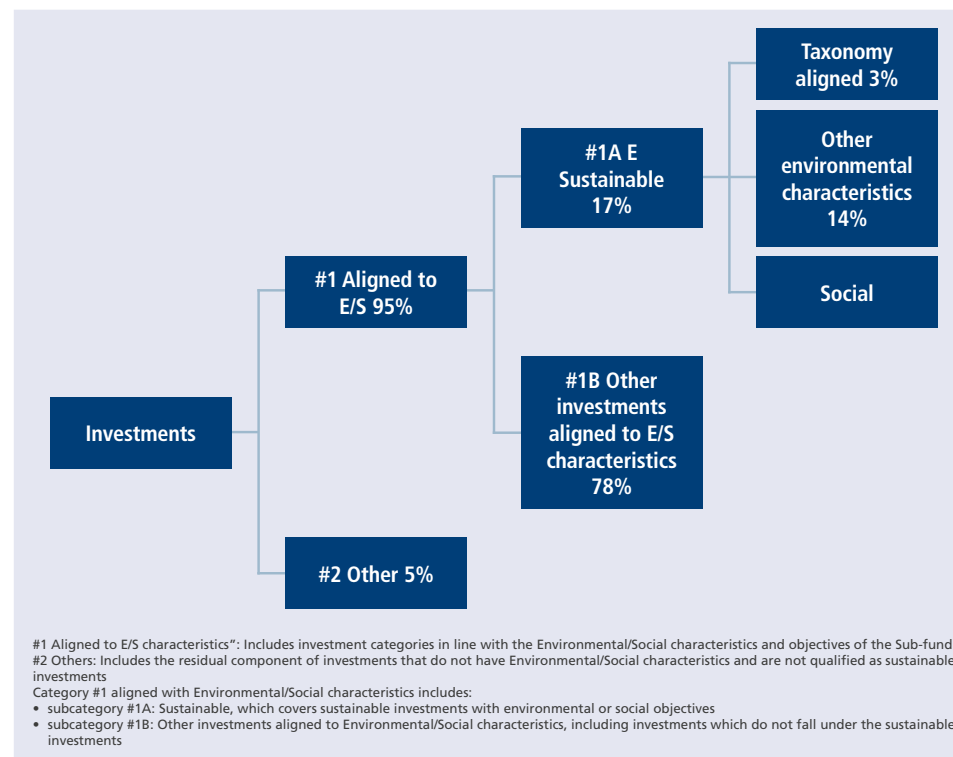 Taxonomy
aligned 3%
#1A E
Sustainable
17%
Other
environmental
characteristics
14%
#1 Aligned to
E/S 95%
Social
#1B Other
investments
aligned to E/S
characteristics
78%
Investments
#2 Other 5%
#1 Aligned to E/S characteristics“: Includes investment categories in line with the Environmental/Social characteristics and objectives of the Sub-fund
#2 Others: Includes the residual component of investments that do not have Environmental/Social characteristics and are not qualified as sustainable
investments
Category #1 aligned with Environmental/Social characteristics includes:
• subcategory #1A: Sustainable, which covers sustainable investments with environmental or social objectives
• subcategory #1B: Other investments aligned to Environmental/Social characteristics, including investments which do not fall under the sustainable
investments